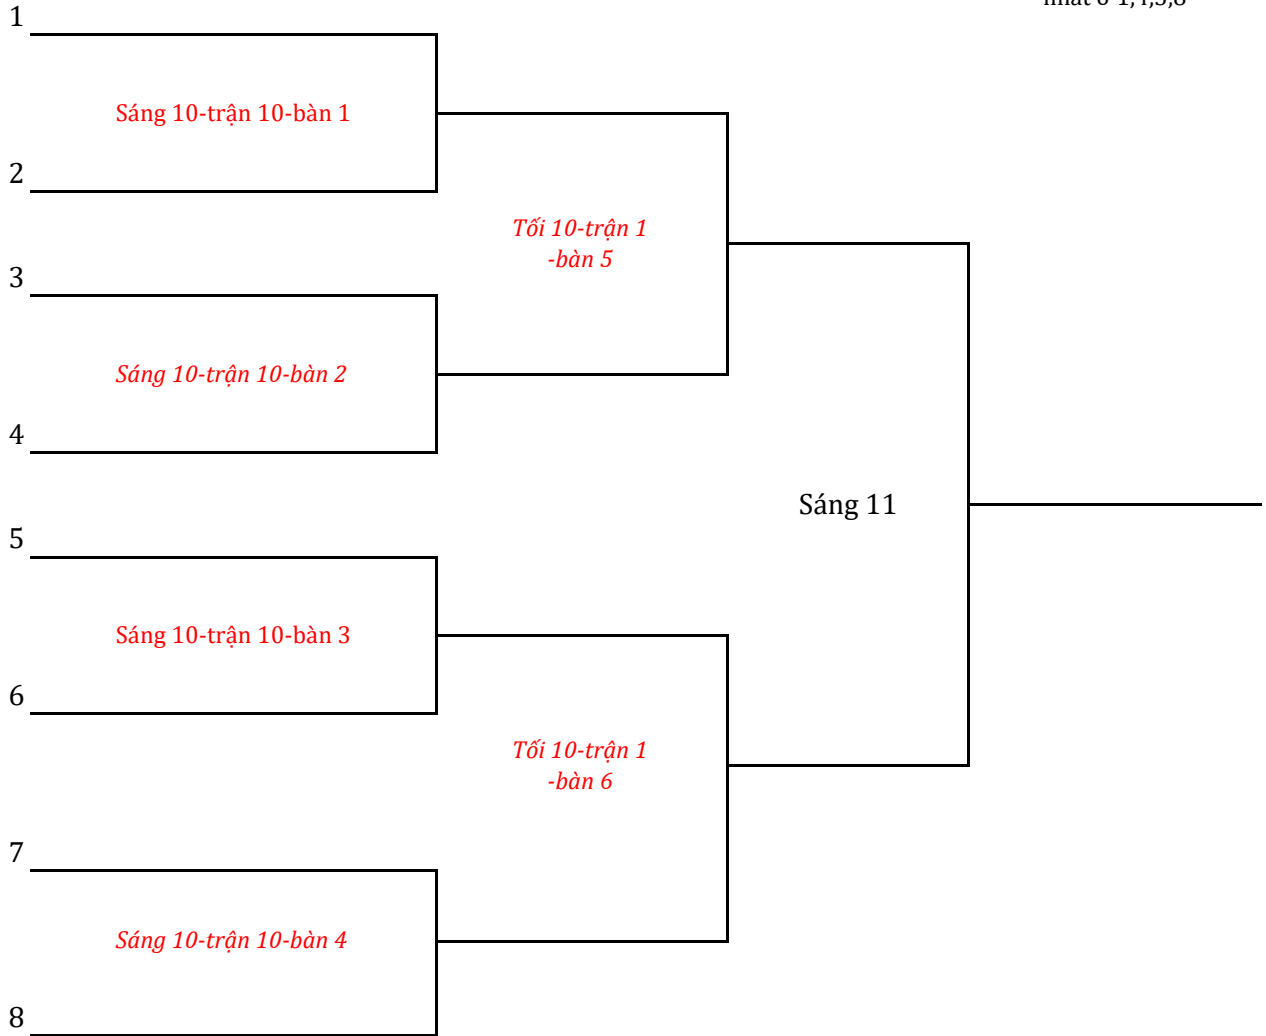 1
Sáng 10-trận 10-bàn 1
2
Tối 10-trận 1
-bàn 5
3
Sáng 10-trận 10-bàn 2
4
Sáng 11
5
Sáng 10-trận 10-bàn 3
6
Tối 10-trận 1
-bàn 6
7
Sáng 10-trận 10-bàn 4
8